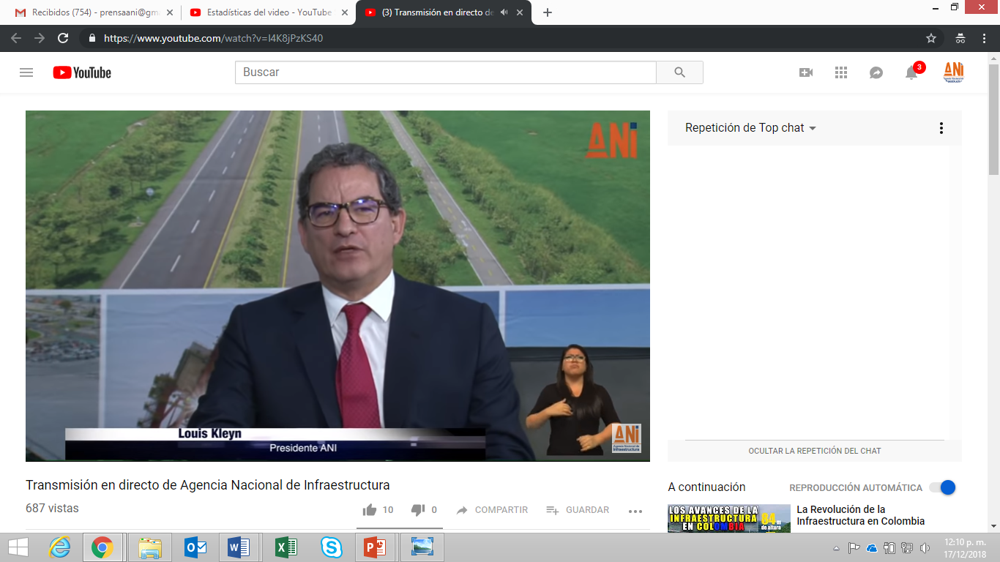 Recibidos (754) - prensaani@gm
Estadísticas del video - YouTube
(3) Transmisión en directo de
https://www.youtube.com/watch?v=I4K8jPzKS40
YouTube
Buscar
3
ANi
Agencia Nacional de
Infraestructura
ANi
Louis Kleyn
Presidente ANI
ANi
Agencia Nacional de
Infraestructura
Repetición de Top chat
OCULTAR LA REPETICIÓN DEL CHAT
Transmisión en directo de Agencia Nacional de Infraestructura
687 vistas
10
0
COMPARTIR
GUARDAR
A continuación
REPRODUCCIÓN AUTOMÁTICA
LOS AVANCES DE LA
INFRAESTRUCTURA
EN COLOMBIA
84 m
de altura
La Revolución de la
Infraestructura en Colombia
12:10 p. m.
17/12/2018